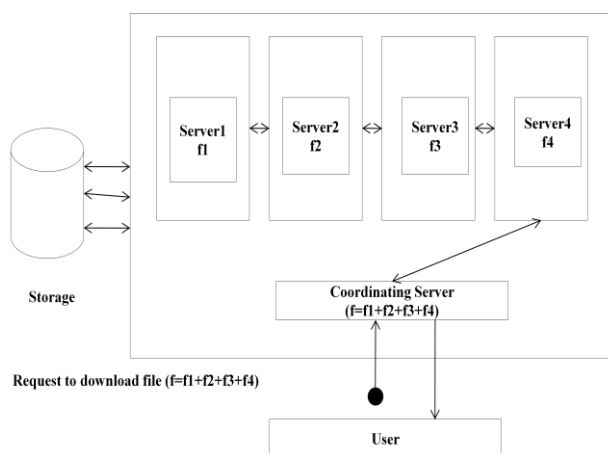 Server1
f1
Server2
f2
Server3
f3
Server4
f4
Storage
Coordinating Server
(f=f1+f2+f3+f4)
Request to download file (f=f1+f2+f3+f4)
User